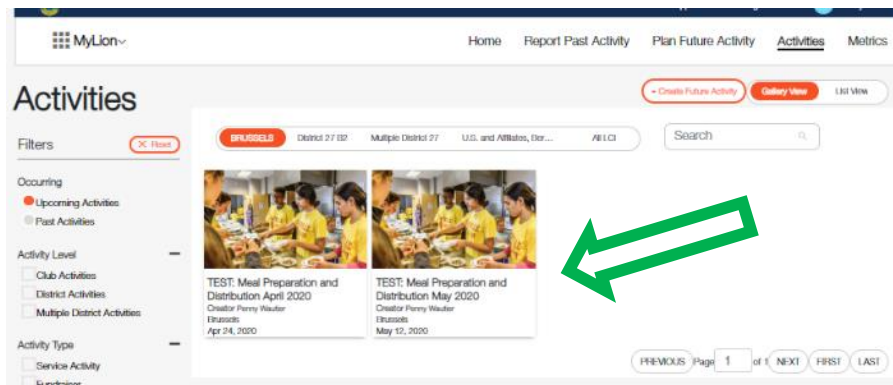 MyLion
Home Report Past Activity Plan Future Activity Activities Metrics
Activities
+ Create Future Activity Gallery View List View
Filters X Reset
BRUSSELS District 27 D2 Multiple District 27 U.S. and Affiliates, Ber... All LCI Search
Occurring
Upcoming Activities
Past Activities
Activity Level
Club Activities
District Activities
Multiple District Activities
Activity Type
Service Activity
Fundraiser
TEST: Meal Preparation and
Distribution April 2020
Creator Penny Wautier
Brussels
Apr 24, 2020
TEST: Meal Preparation and
Distribution May 2020
Creator Penny Wautier
Brussels
May 12, 2020
PREVIOUS Page 1 of 1 NEXT FIRST LAST